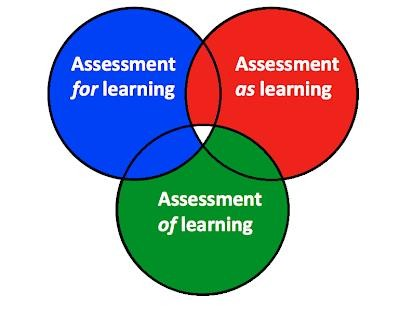 Assessment
for learning
Assessment
as learning
Assessment
of learning